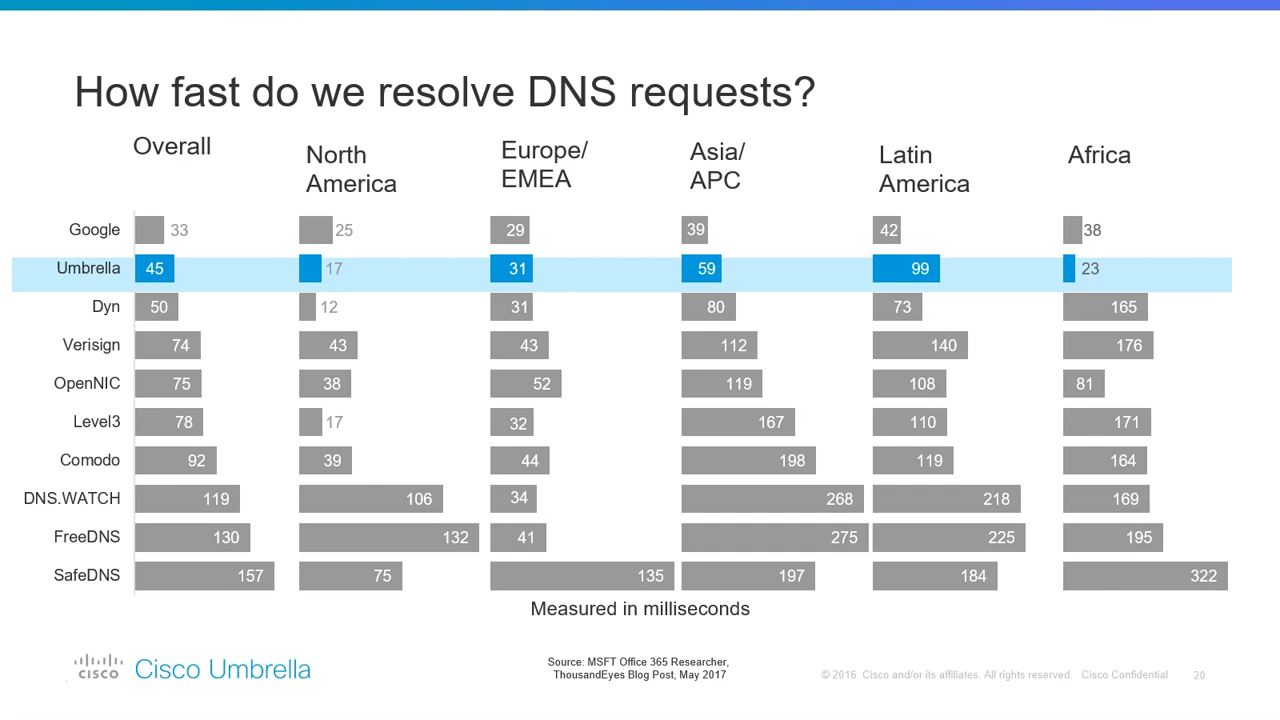 How fast do we resolve DNS requests?
Overall
North
America
Europe/
EMEA
Asia/
APC
Latin
America
Africa
Google 33 25 29 39 42 38
Umbrella 45 17 31 59 99 23
Dyn 50 12 31 80 73 165
Verisign 74 43 43 112 140 176
OpenNIC 75 38 52 119 108 81
Level3 78 17 32 167 110 171
Comodo 92 39 44 198 119 164
DNS.WATCH 119 106 34 268 218 169
FreeDNS 130 132 41 275 225 195
SafeDNS 157 75 135 197 184 322
Measured in milliseconds
CISCO Cisco Umbrella
Source: MSFT Office 365 Researcher,
ThousandEyes Blog Post, May 2017
© 2016 Cisco and/or its affiliates. All rights reserved. Cisco Confidential 20